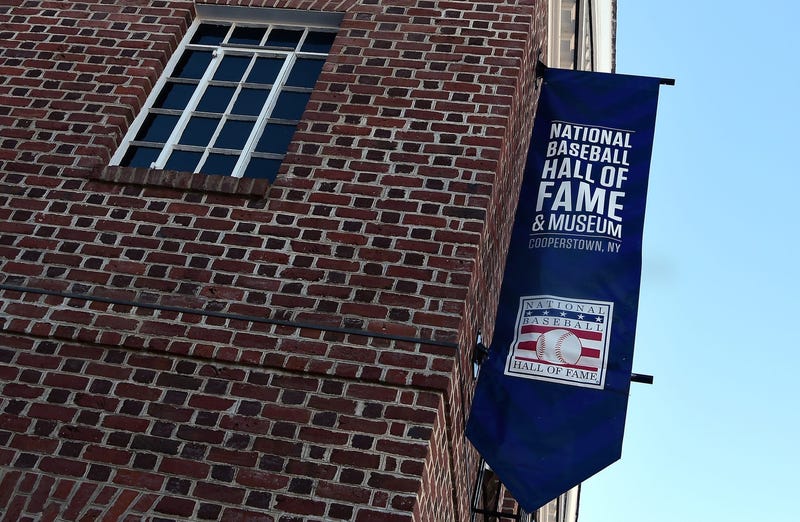 NATIONAL
BASEBALL
HALL OF
FAME
& MUSEUM
COOPERSTOWN, NY
NATIONAL
BASEBALL
HALL OF FAME